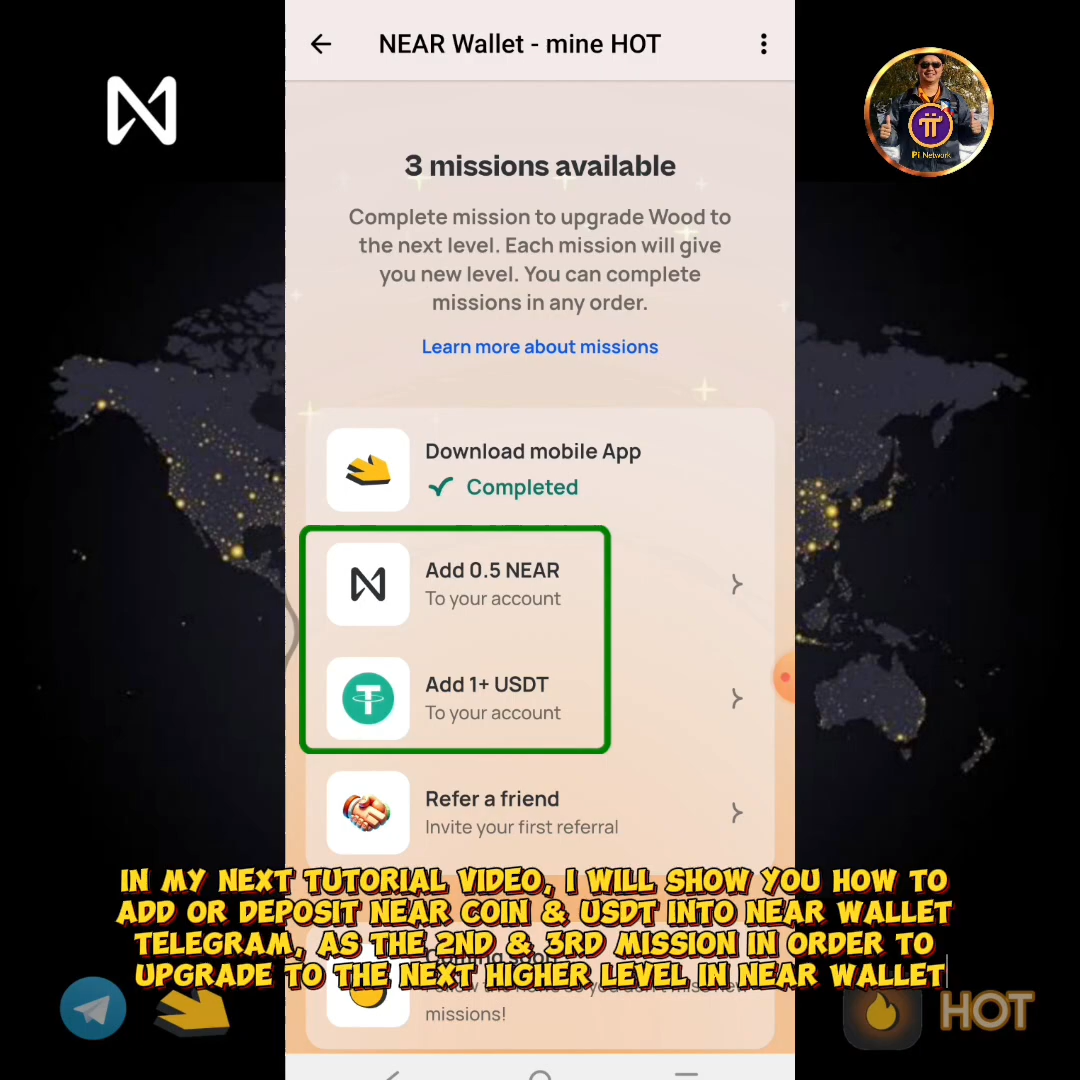 NEAR Wallet - mine HOT
Pi Network
3 missions available
Complete mission to upgrade Wood to
the next level. Each mission will give
you new level. You can complete
missions in any order.
Learn more about missions
Download mobile App
Completed
Add 0.5 NEAR
To your account
Add 1+ USDT
To your account
Refer a friend
Invite your first referral
IN MY NEXT TUTORIAL VIDEO, I WILL SHOW YOU HOW TO
ADD OR DEPOSIT NEAR COIN & USDT INTO NEAR WALLET
TELEGRAM, AS THE 2ND & 3RD MISSION IN ORDER TO
UPGRADE TO THE NEXT HIGHER LEVEL IN NEAR WALLET
missions!
HOT